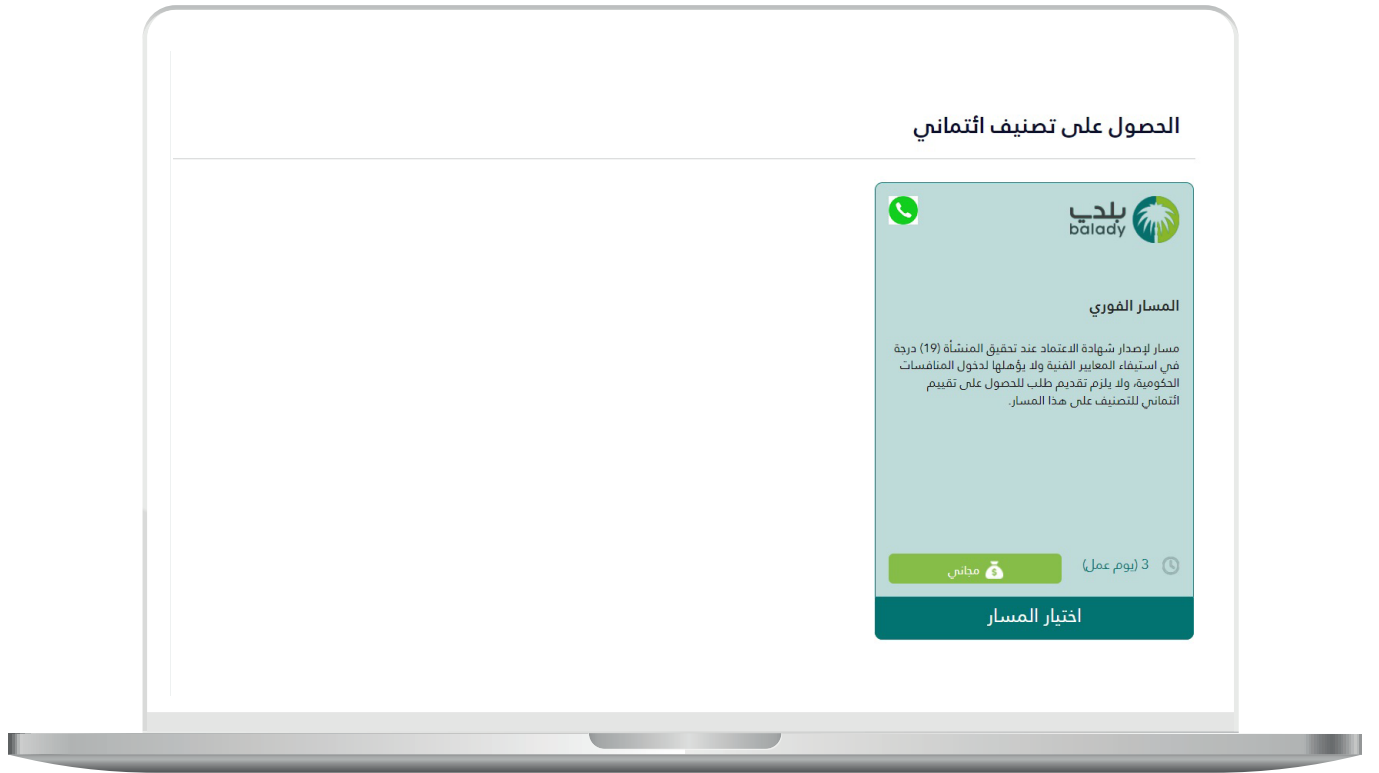 الحصول على تصنيف ائتماني
بلدي
balady
المسار الفوري
مسار لإصدار شهادة الاعتماد عند تحقيق المنشأة (19) درجة
في استيفاء المعايير الفنية ولا يؤهلها لدخول المنافسات
الحكومية، ولا يلزم تقديم طلب للحصول على تقييم
ائتماني للتصنيف على هذا المسار.
3 (يوم عمل)
مجاني
اختيار المسار